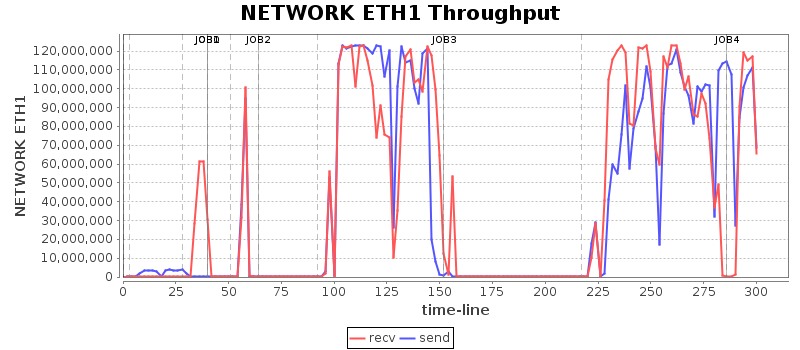 NETWORK ETH1 Throughput
JOB1 JOB2 JOB3 JOB4
120,000,000
110,000,000
100,000,000
90,000,000
80,000,000
70,000,000
60,000,000
50,000,000
40,000,000
30,000,000
20,000,000
10,000,000
0
NETWORK ETH1
0 25 50 75 100 125 150 175 200 225 250 275 300
time-line
recv send